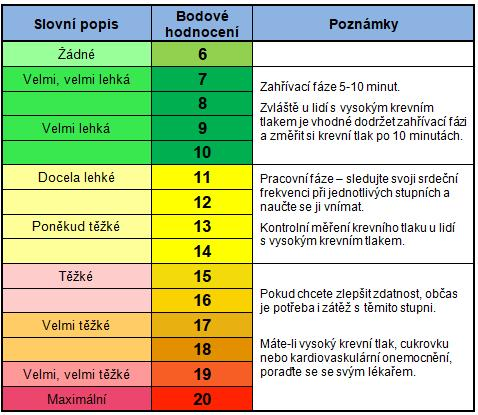 Slovní popis
Bodové
hodnocení
Poznámky
Žádné 6
Velmi, velmi lehká 7
8
Velmi lehká 9
10
Zahřívací fáze 5-10 minut.
Zvláště u lidí s vysokým krevním
tlakem je vhodné dodržet zahřívací fázi
a změřit si krevní tlak po 10 minutách.
Docela lehké 11
12
Poněkud těžké 13
14
Pracovní fáze – sledujte svoji srdeční
frekvenci při jednotlivých stupních a
naučte se ji vnímat.
Kontrolní měření krevního tlaku u lidí
s vysokým krevním tlakem.
Těžké 15
16
Velmi těžké 17
18
Velmi, velmi těžké 19
Maximální 20
Pokud chcete zlepšit zdatnost, občas
je potřeba i zátěž s těmito stupni.
Máte-li vysoký krevní tlak, cukrovku
nebo kardiovaskulární onemocnění,
poraďte se se svým lékařem.